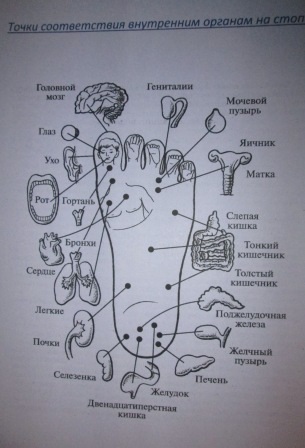 Точки соответствия внутренним органам на стоп
Головной
мозг
Гениталии
Мочевой
пузырь
Глаз
Яичник
Ухо
Матка
Рот
Гортань
Слепая
кишка
Бронхи
Тонкий
кишечник
Сердце
Толстый
кишечник
Легкие
Поджелудочная
железа
Почки
Желчный
пузырь
Селезенка
Печень
Желудок
Двенадцатиперстная
кишка